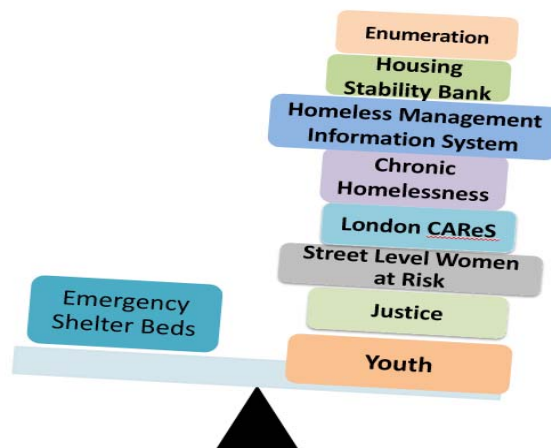 Enumeration
Housing
Stability Bank
Homeless Management
Information System
Chronic
Homelessness
London CAReS
Street Level Women
at Risk
Justice
Youth
Emergency
Shelter Beds